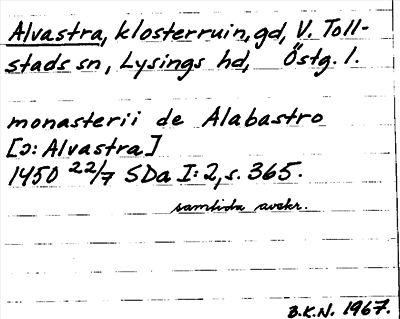 Alvastra, klosterruin, gd, V. Toll-
stads sn, Lysings hd, Östg. l.
monasterii de Alabastro
[ɔ: Alvastra]
1450 22/7 SDa I:2, s. 365.
samtida avskr.
B.K.N. 1967.